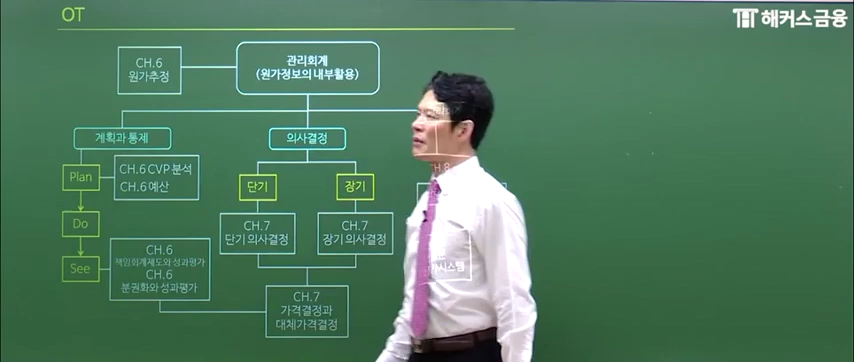 OT
해커스금융
CH.6
원가추정
관리회계
(원가정보의 내부활용)
계획과 통제
의사결정
Plan
CH.6 CVP 분석
CH.6 예산
단기
장기
CH.8
Do
CH.7
단기 의사결정
CH.7
장기 의사결정
See
CH.6
책임회계제도와 성과평가
CH.6
분권화와 성과평가
CH.7
가격결정과
대체가격결정